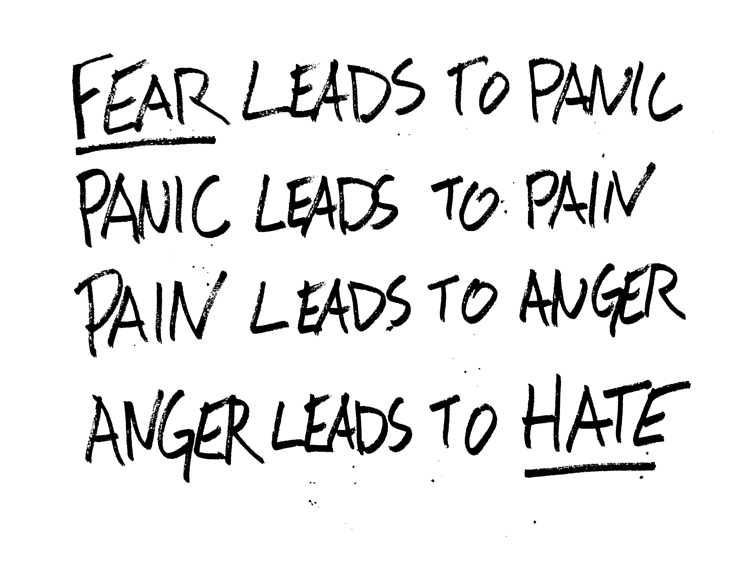 FEAR LEADS TO PANIC
PANIC LEADS TO PAIN
PAIN LEADS TO ANGER
ANGER LEADS TO HATE